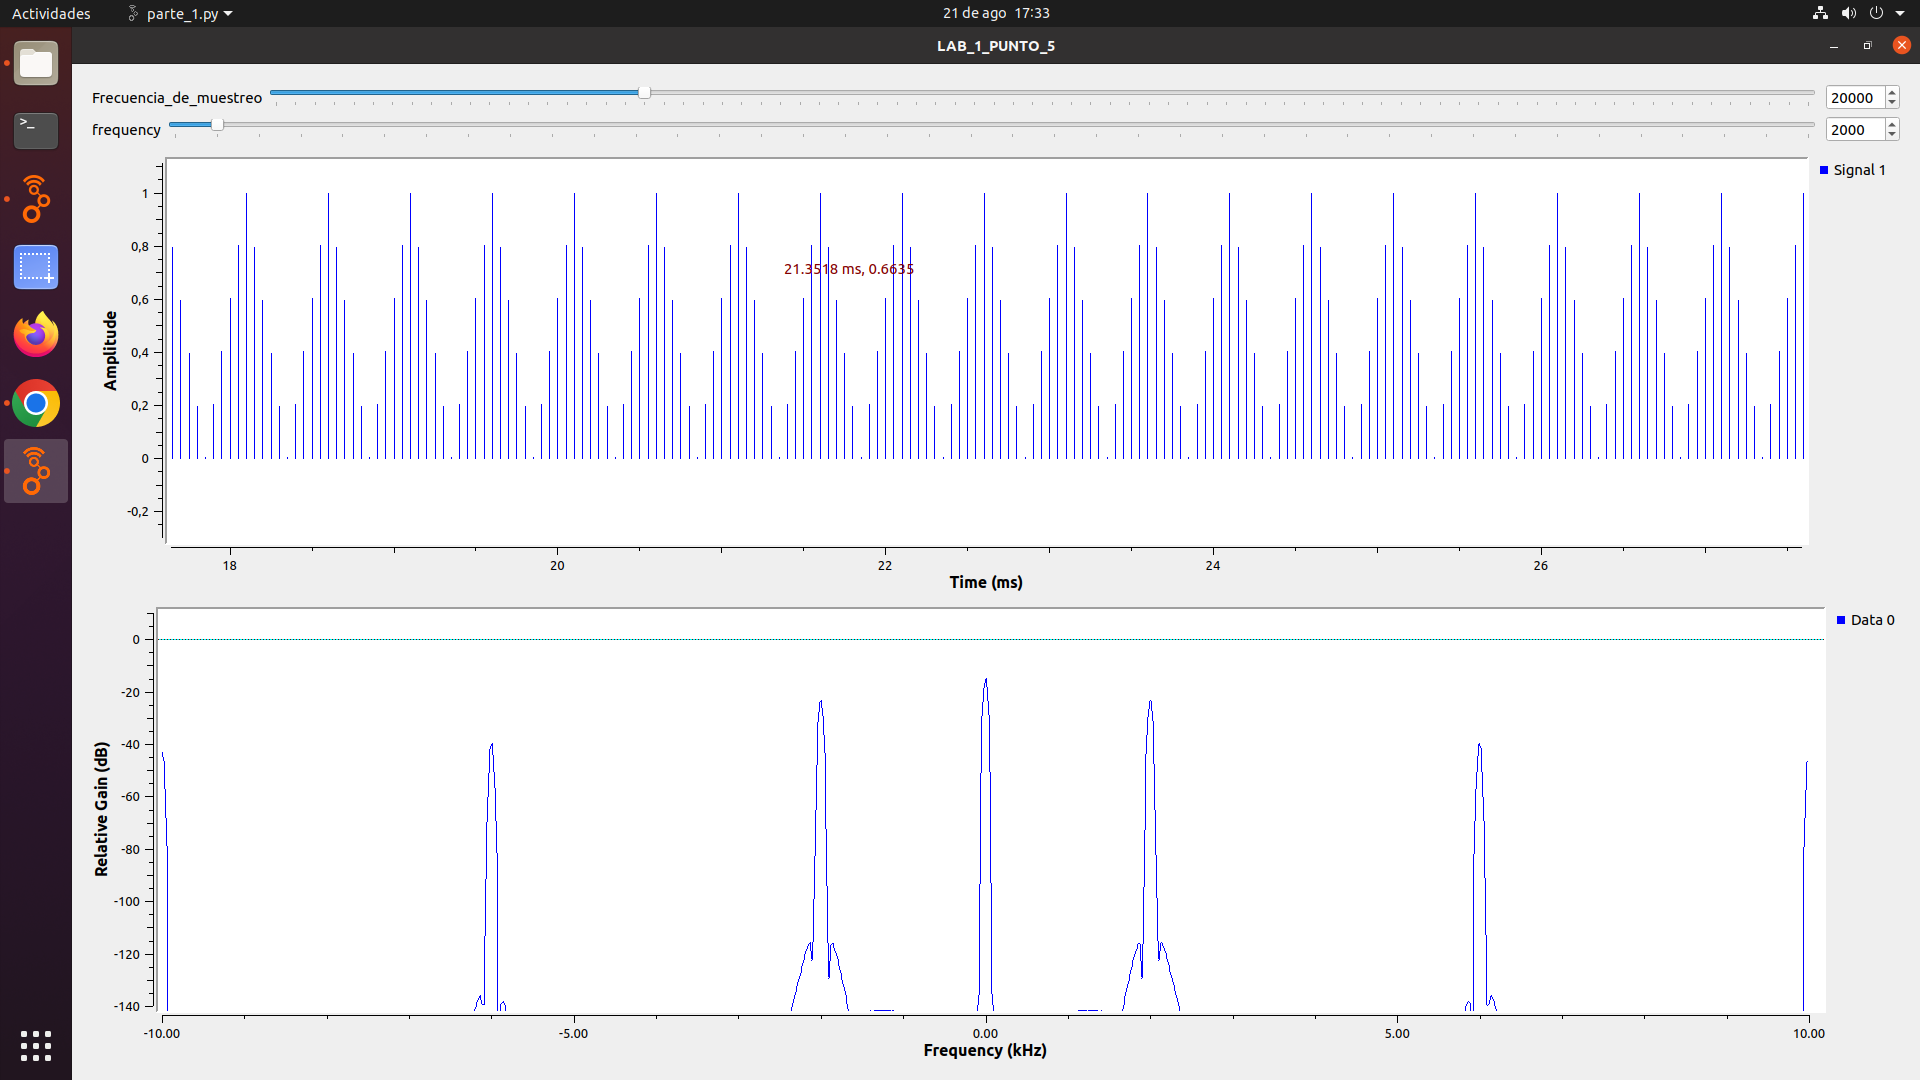 Actividades parte_1.py 21 de ago 17:33
LAB_1_PUNTO_5
Frecuencia_de_muestreo 20000
frequency 2000
Signal 1
1
0,8
21.3518 ms, 0.6635
0,6
0,4
0,2
0
-0,2
Amplitude
18 20 22 24 26
Time (ms)
Data 0
0
-20
-40
-60
-80
-100
-120
-140
Relative Gain (dB)
-10.00 -5.00 0.00 5.00 10.00
Frequency (kHz)